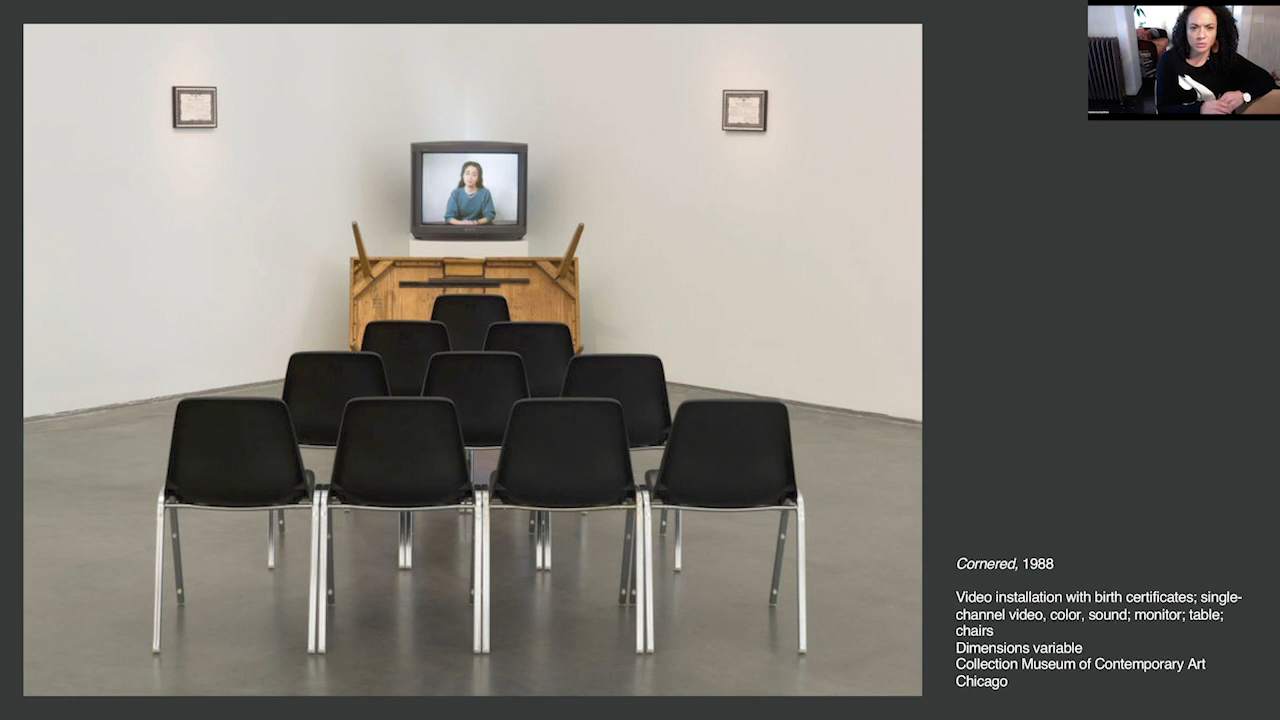 Cornered, 1988
Video installation with birth certificates; single-
channel video, color, sound; monitor; table;
chairs
Dimensions variable
Collection Museum of Contemporary Art
Chicago